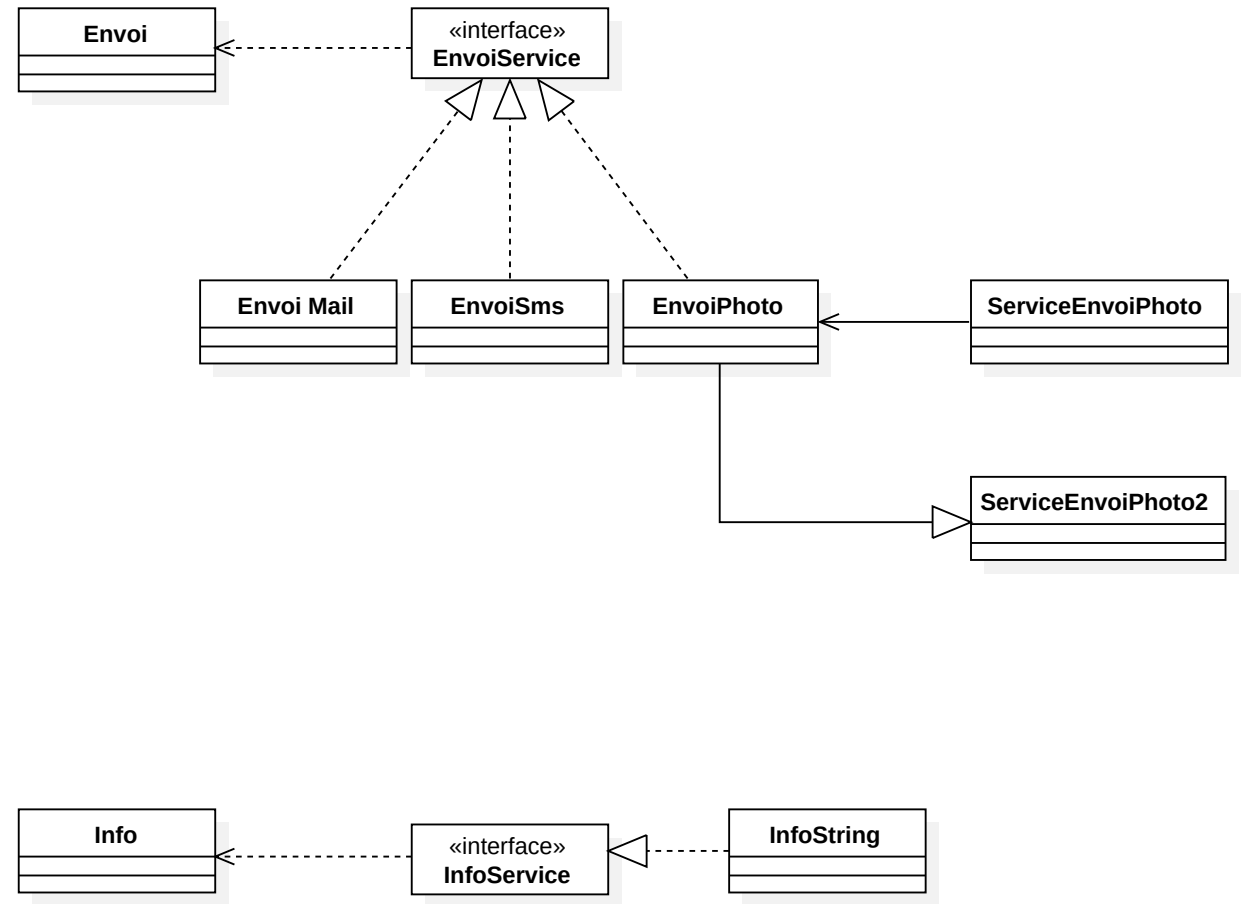 Envoi
«interface»
EnvoiService
Envoi Mail
EnvoiSms
EnvoiPhoto
ServiceEnvoiPhoto
ServiceEnvoiPhoto2
Info
«interface»
InfoService
InfoString